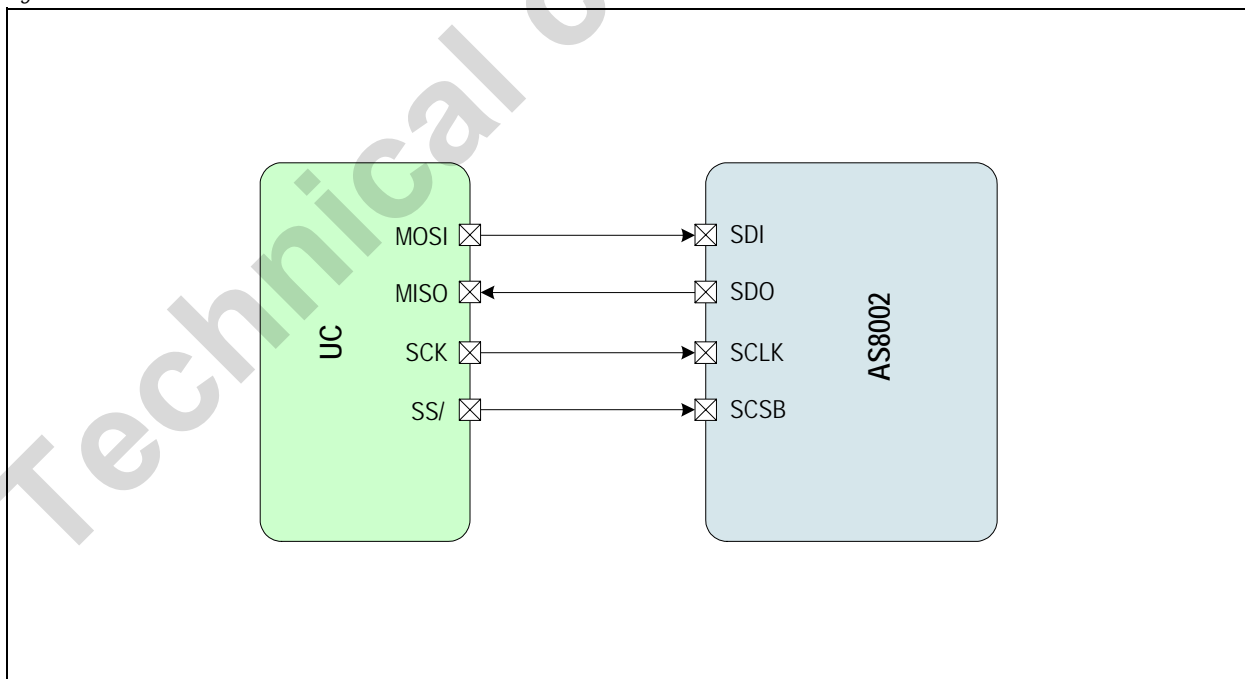 Technical
MOSI
SDI
MISO
SDO
SCK
SCLK
SS/
SCSB
UC
AS8002